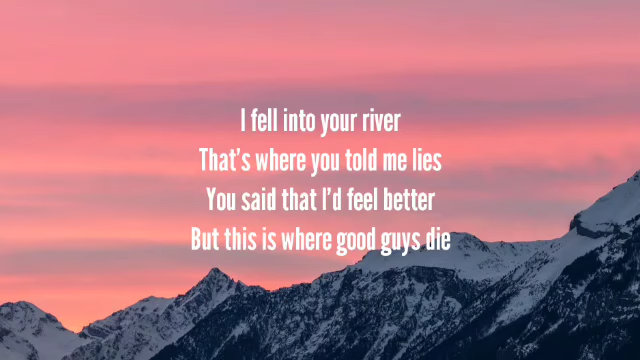 I fell into your river
That's where you told me lies
You said that I'd feel better
But this is where good guys die